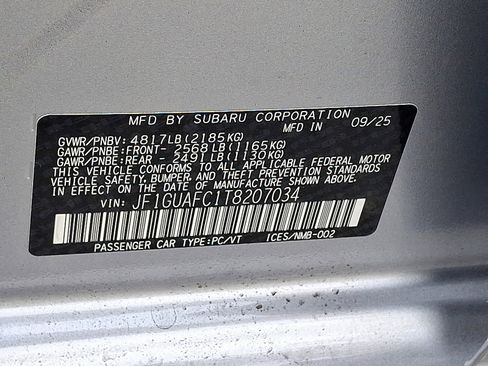 MFD BY SUBARU CORPORATION
MFD IN 09/25
GVWR/PNBV: 4817LB(2185KG)
GAWR/PNBE:FRONT- 2568LB(1165KG)
GAWR/PNBE:REAR - 2491LB(1130KG)
THIS VEHICLE CONFORMS TO ALL APPLICABLE FEDERAL MOTOR
VEHICLE SAFETY, BUMPER, AND THEFT PREVENTION STANDARDS
IN EFFECT ON THE DATE OF MANUFACTURE SHOWN ABOVE.
VIN: JF1GUAFC1T8207034
PASSENGER CAR TYPE:PC/VT ICES/NMB-002